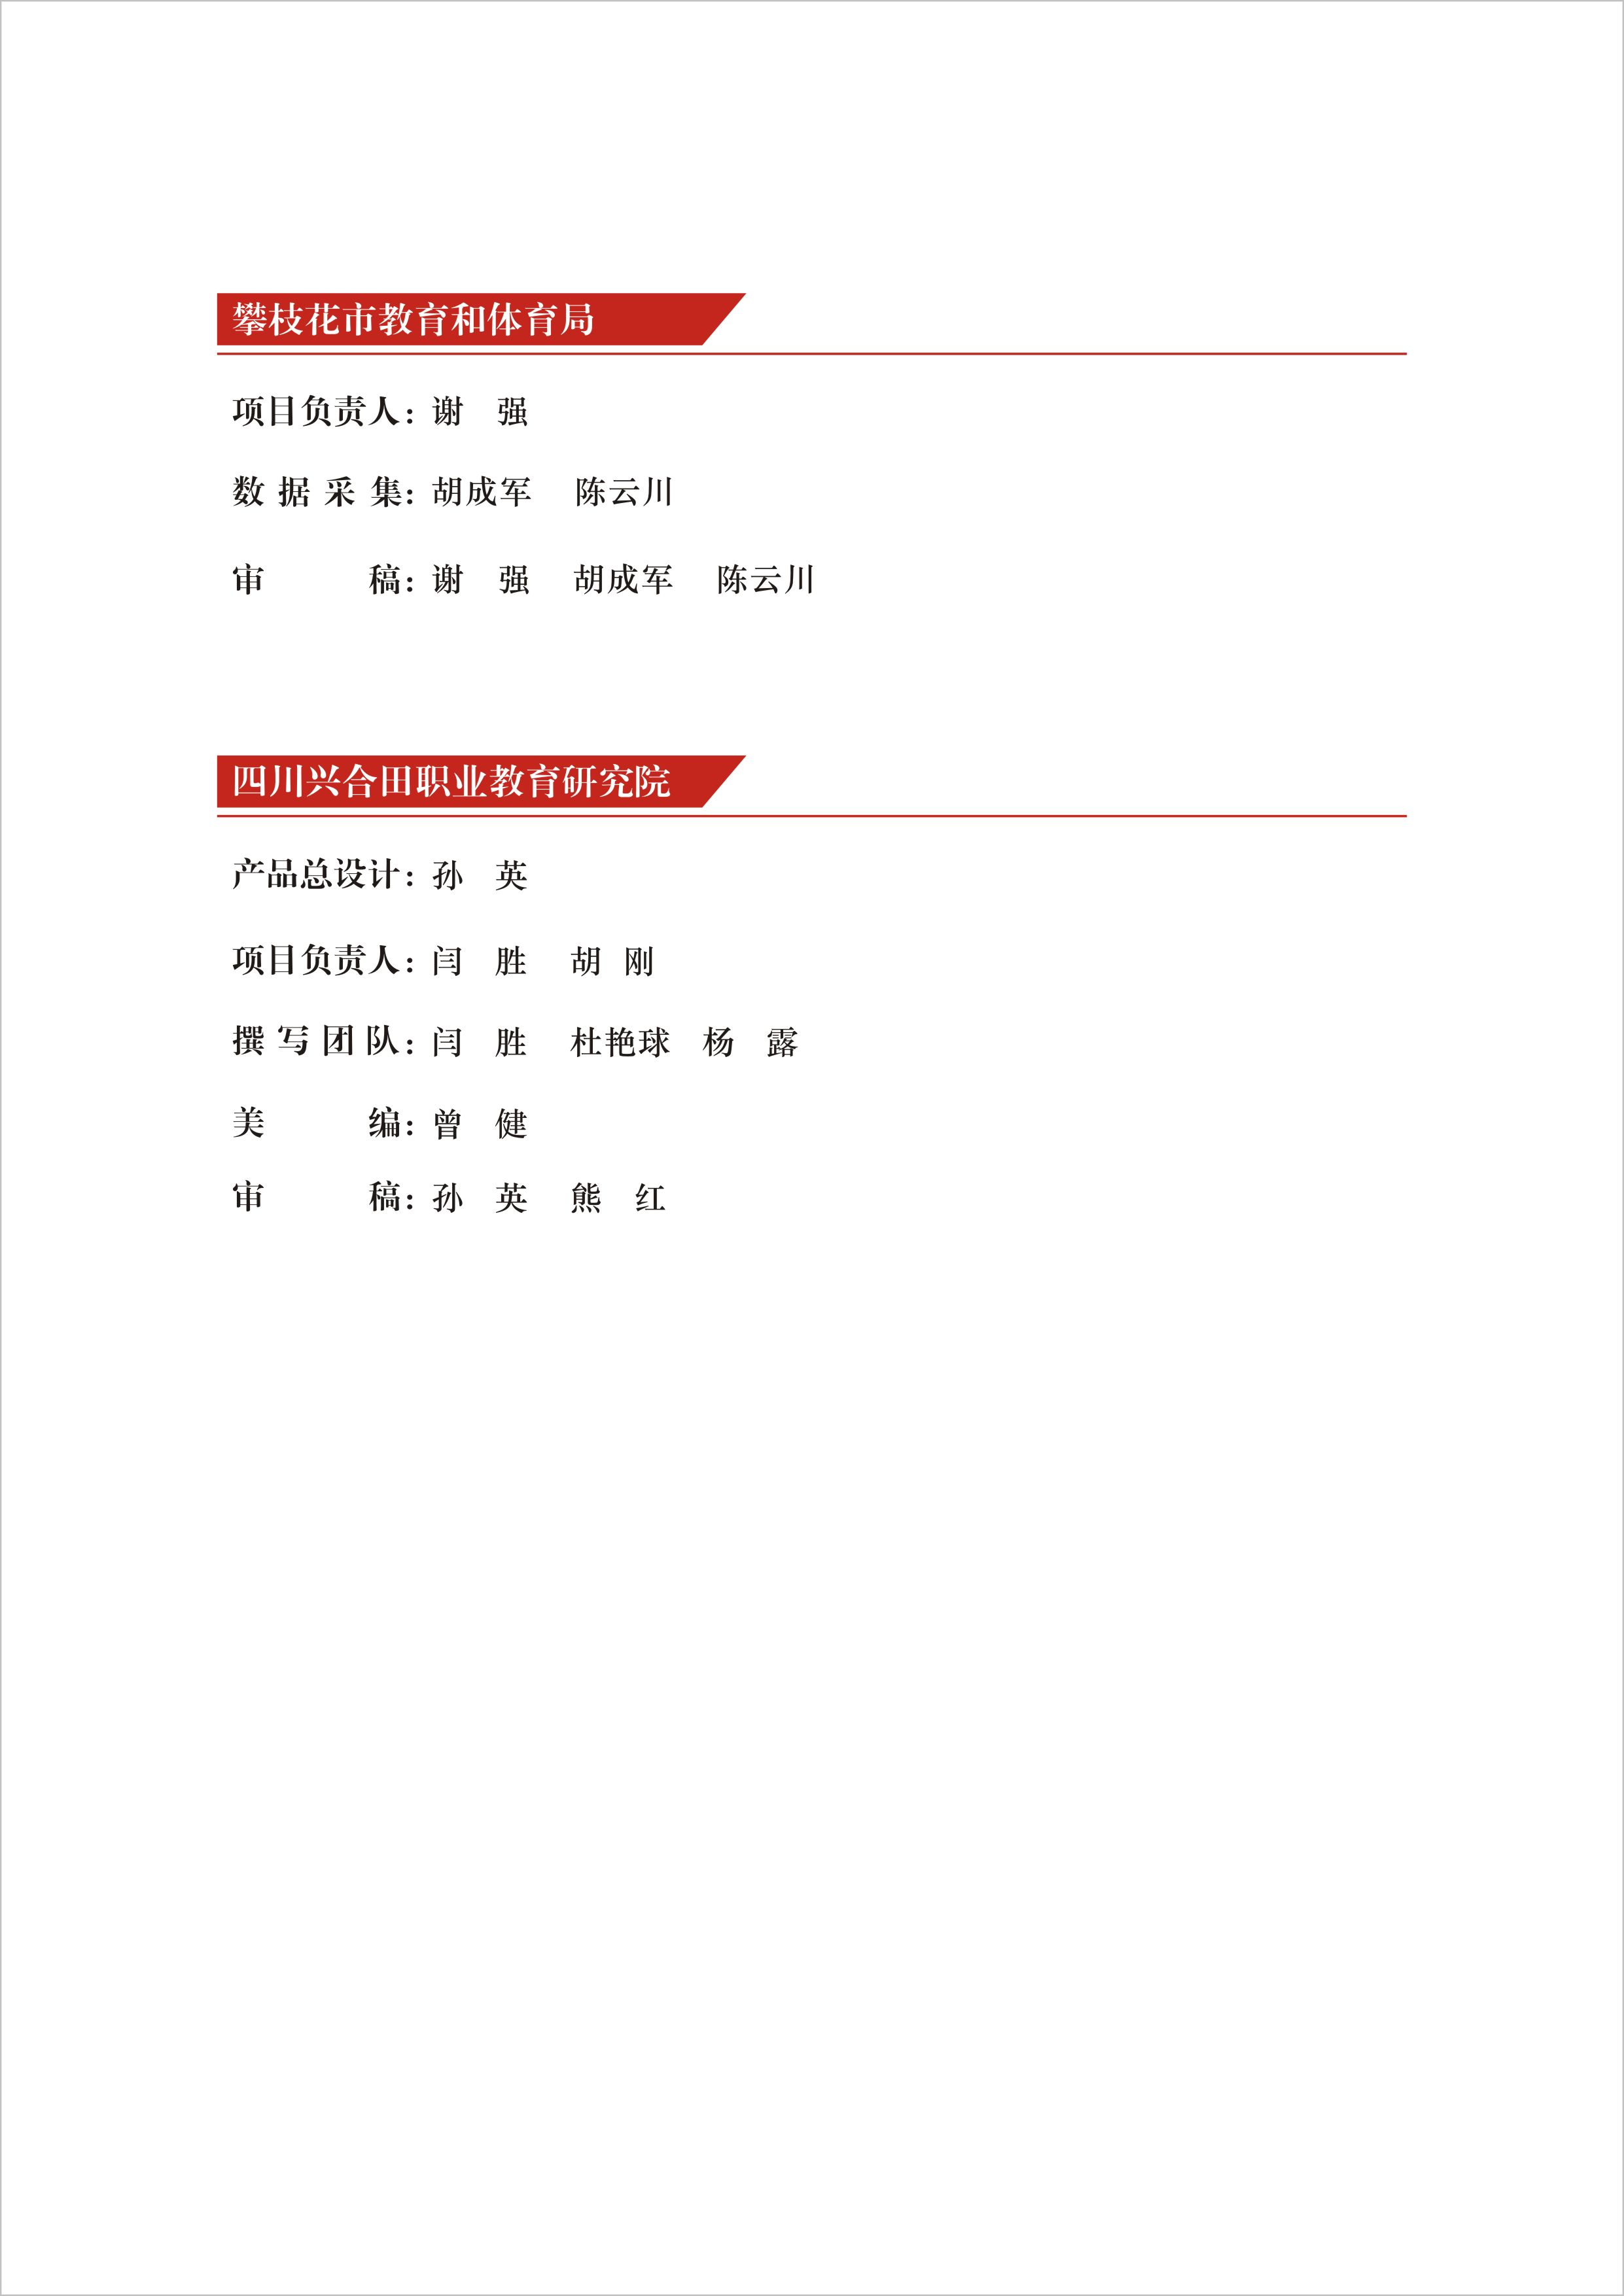 攀枝花市教育和体育局
项目负责人：谢 强
数据采集：胡成军 陈云川
审 稿：谢 强 胡成军 陈云川
四川兴合田职业教育研究院
产品总设计：孙 英
项目负责人：闫 胜 胡 刚
撰写团队：闫 胜 杜艳球 杨 露
美 编：曾 健
审 稿：孙 英 熊 红